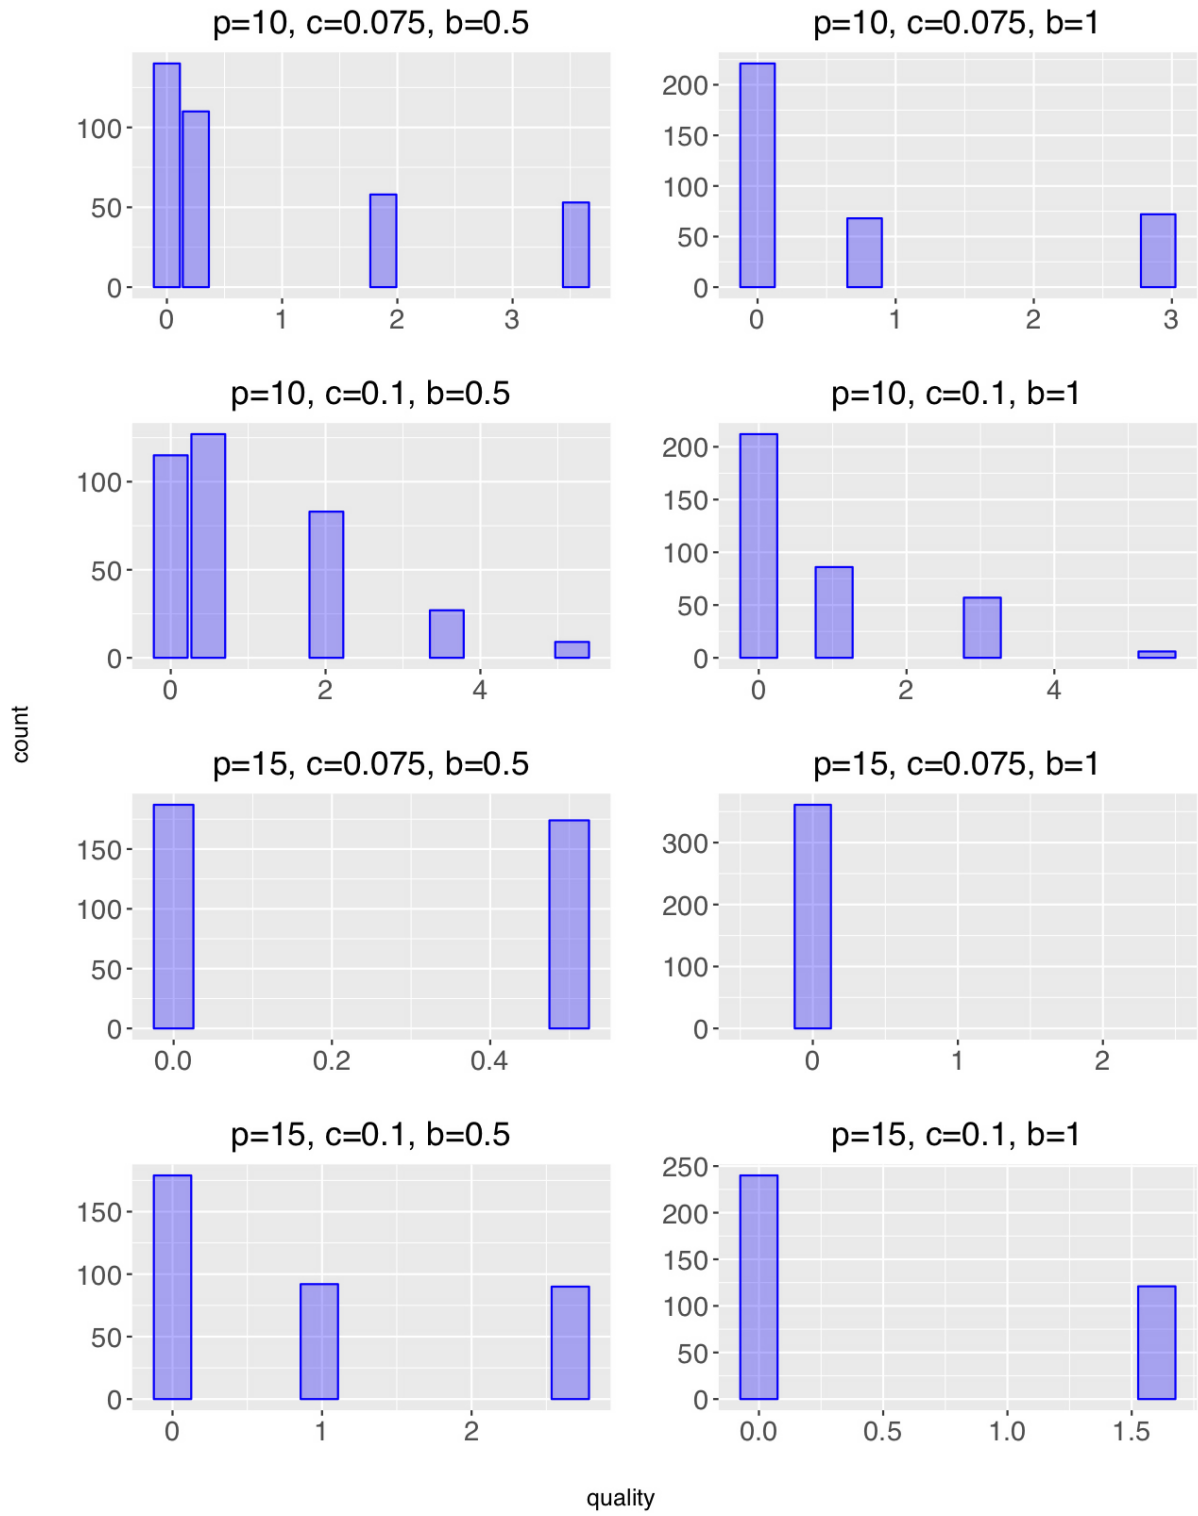 p=10, c=0.075, b=0.5
100
50
0
0 1 2 3
p=10, c=0.075, b=1
200
150
100
50
0
0 1 2 3
p=10, c=0.1, b=0.5
100
50
0
0 2 4
p=10, c=0.1, b=1
200
150
100
50
0
0 2 4
count
p=15, c=0.075, b=0.5
150
100
50
0
0.0 0.2 0.4
p=15, c=0.075, b=1
300
200
100
0
0 1 2
p=15, c=0.1, b=0.5
150
100
50
0
0 1 2
p=15, c=0.1, b=1
250
200
150
100
50
0
0.0 0.5 1.0 1.5
quality